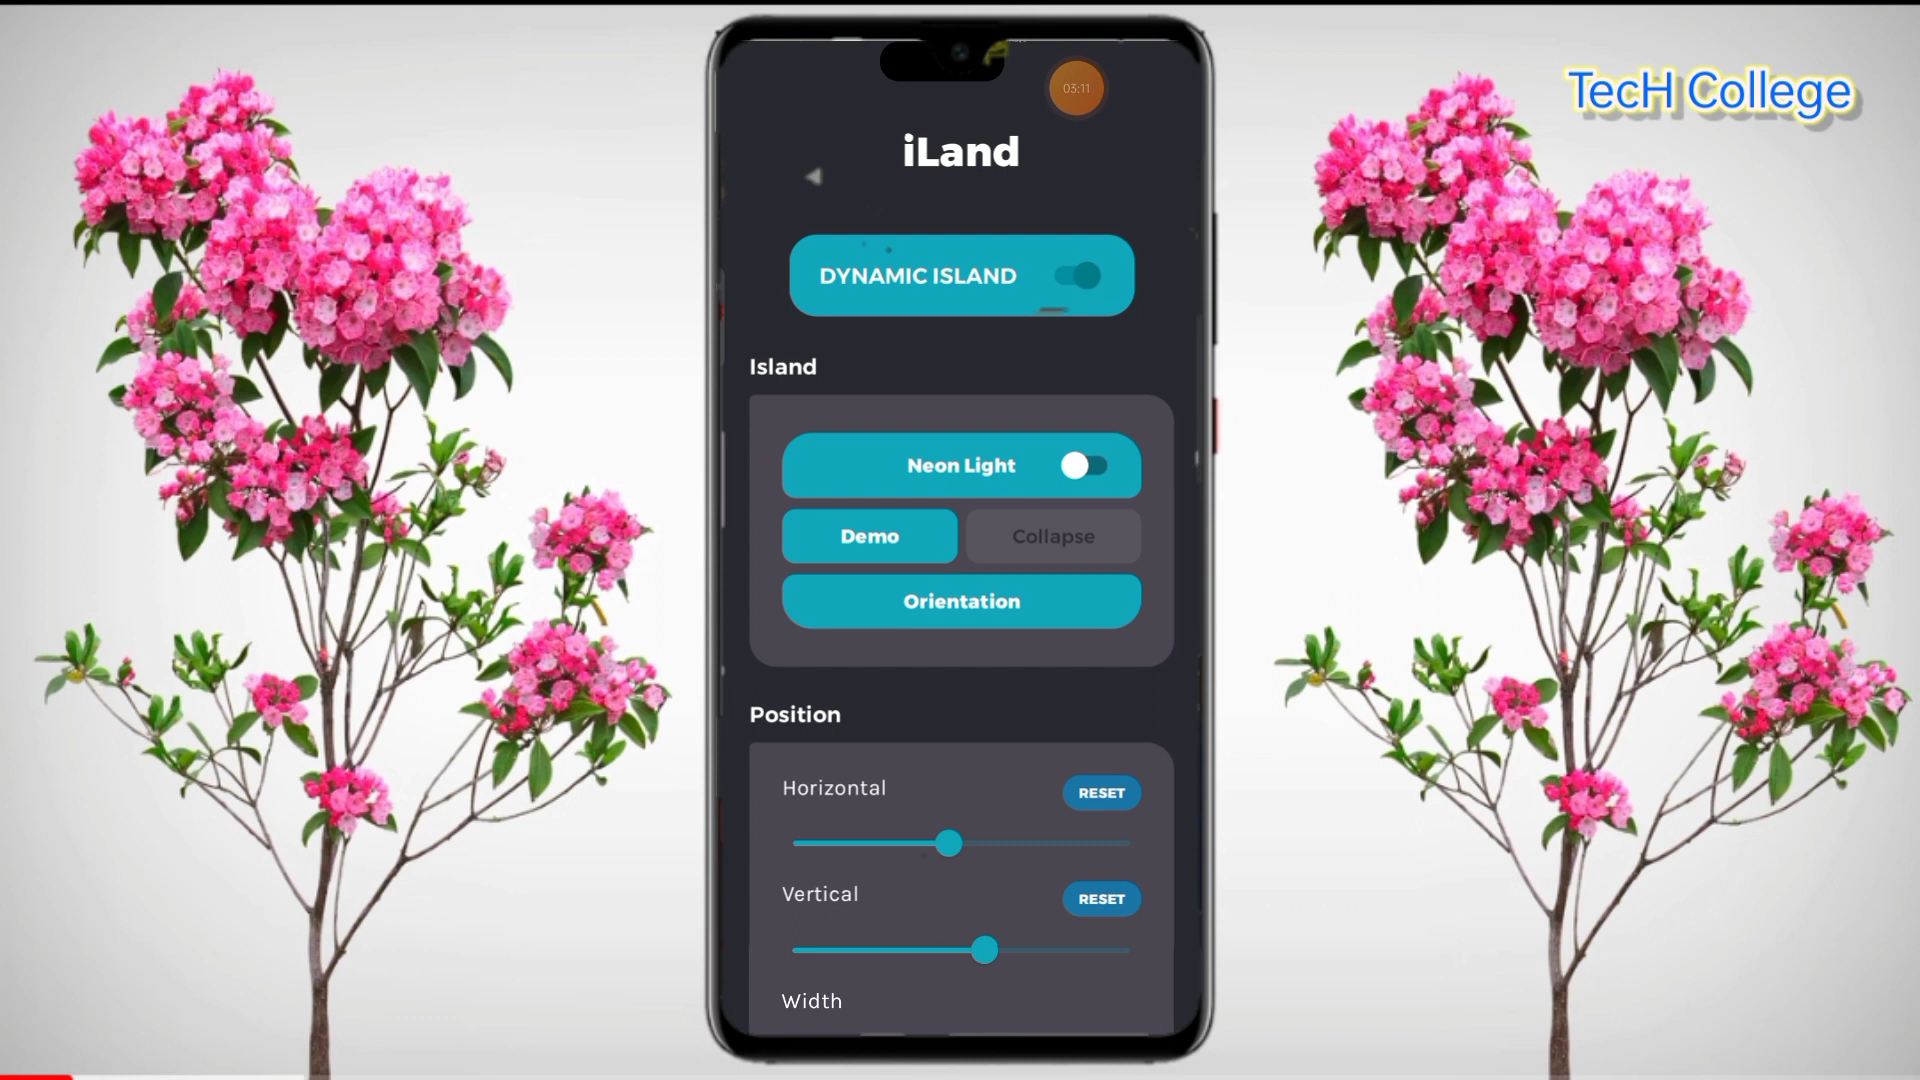 TecH College
03:11
iLand
DYNAMIC ISLAND
Island
Neon Light
Demo
Collapse
Orientation
Position
Horizontal
RESET
Vertical
RESET
Width